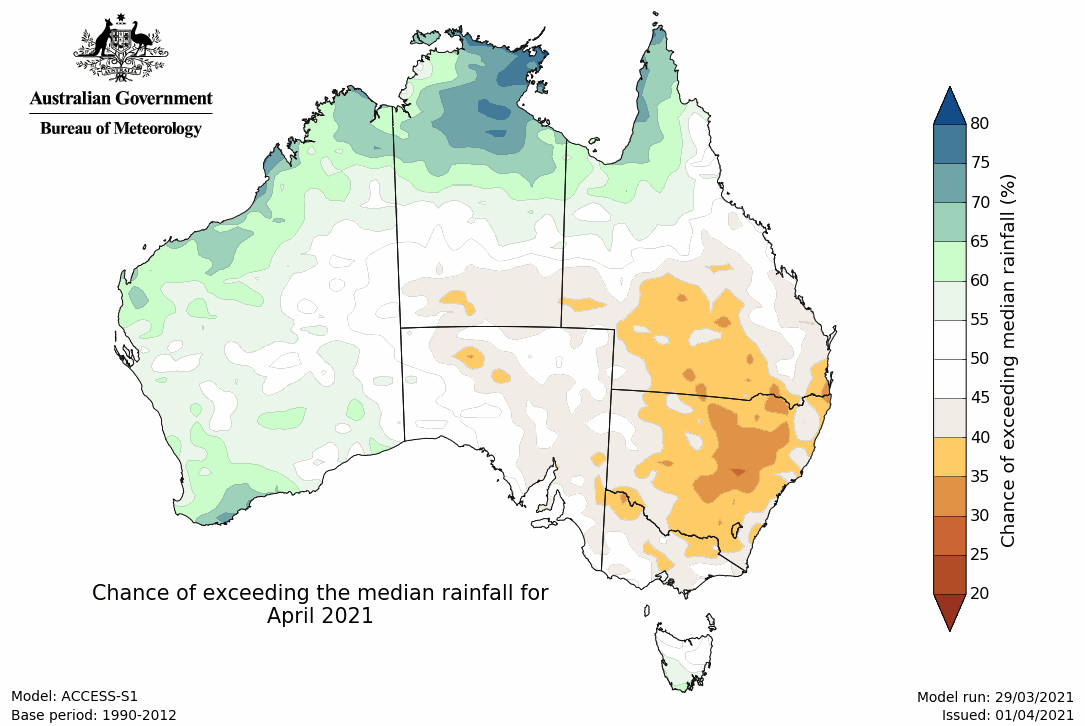 AUSTRALIA
Australian Government
Bureau of Meteorology
80
75
70
65
60
55
50
45
40
35
30
25
20
Chance of exceeding median rainfall (%)
Chance of exceeding the median rainfall for
April 2021
Model: ACCESS-S1
Base period: 1990-2012
Model run: 29/03/2021
Issued: 01/04/2021